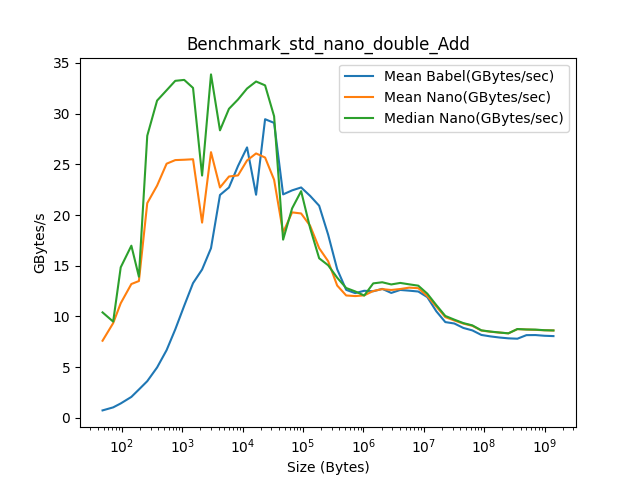 Benchmark_std_nano_double_Add
35
30
25
20
15
10
5
0
GBytes/s
Mean Babel(GBytes/sec)
Mean Nano(GBytes/sec)
Median Nano(GBytes/sec)
10² 10³ 10⁴ 10⁵ 10⁶ 10⁷ 10⁸ 10⁹
Size (Bytes)